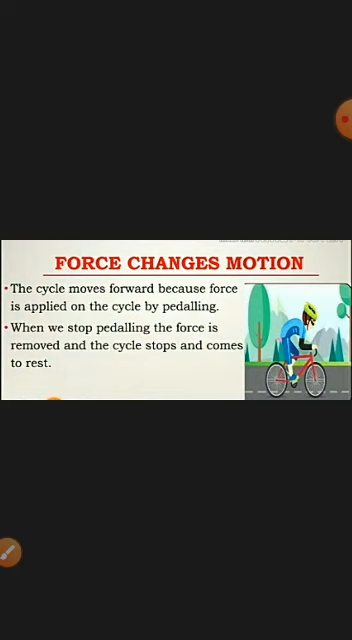 FORCE CHANGES MOTION
•The cycle moves forward because force
is applied on the cycle by pedalling.
•When we stop pedalling the force is
removed and the cycle stops and comes
to rest.